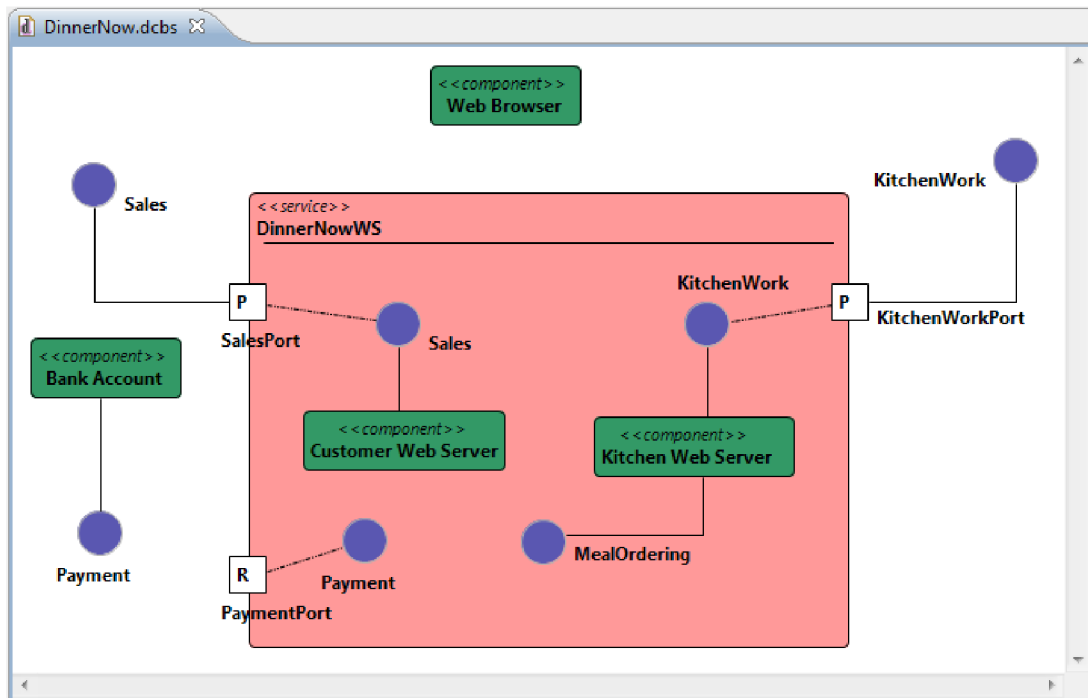 DinnerNow.dcbs
<<component>>
Web Browser
Sales
KitchenWork
<<service>>
DinnerNowWS
KitchenWork
P
SalesPort
Sales
P
KitchenWorkPort
<<component>>
Bank Account
<<component>>
Customer Web Server
<<component>>
Kitchen Web Server
Payment
R
PaymentPort
Payment
MealOrdering